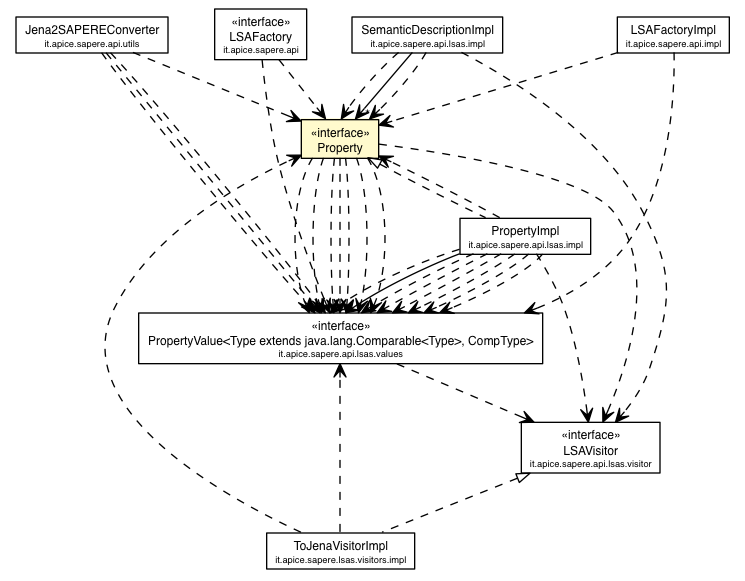 Jena2SAPEREConverter
it.apice.sapere.api.utils
«interface»
LSAFactory
it.apice.sapere.api
SemanticDescriptionImpl
it.apice.sapere.api.lsas.impl
LSAFactoryImpl
it.apice.sapere.api.impl
«interface»
Property
PropertyImpl
it.apice.sapere.api.lsas.impl
«interface»
PropertyValue<Type extends java.lang.Comparable<Type>, CompType>
it.apice.sapere.api.lsas.values
«interface»
LSAVisitor
it.apice.sapere.api.lsas.visitor
ToJenaVisitorImpl
it.apice.sapere.lsas.visitors.impl